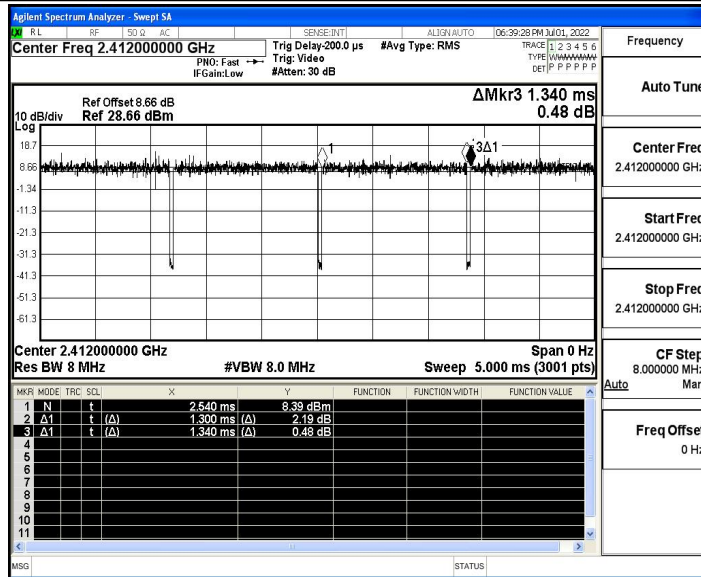 Agilent Spectrum Analyzer - Swept SA
RL RF 50 Ω AC SENSE:INT ALIGN AUTO 06:39:28 PM Jul 01, 2022
Center Freq 2.412000000 GHz
PNO: Fast
IFGain:Low
Trig Delay-200.0 µs
Trig: Video
#Atten: 30 dB
#Avg Type: RMS
TRACE 1 2 3 4 5 6
TYPE WWWWWW
DET P P P P P P
Frequency
Auto Tune
Center Freq
2.412000000 GHz
Start Freq
2.412000000 GHz
Stop Freq
2.412000000 GHz
CF Step
8.000000 MHz
Auto Man
Freq Offset
0 Hz
ΔMkr3 1.340 ms
0.48 dB
Ref Offset 8.66 dB
10 dB/div Ref 28.66 dBm
Log
18.7
8.66
-1.34
-11.3
-21.3
-31.3
-41.3
-51.3
-61.3
1
3Δ1
Center 2.412000000 GHz Span 0 Hz
Res BW 8 MHz #VBW 8.0 MHz Sweep 5.000 ms (3001 pts)
MKR MODE TRC SCL X Y FUNCTION FUNCTION WIDTH FUNCTION VALUE
1 N t 2.540 ms 8.39 dBm
2 Δ1 t (Δ) 1.300 ms (Δ) 2.19 dB
3 Δ1 t (Δ) 1.340 ms (Δ) 0.48 dB
4
5
6
7
8
9
10
11
MSG STATUS